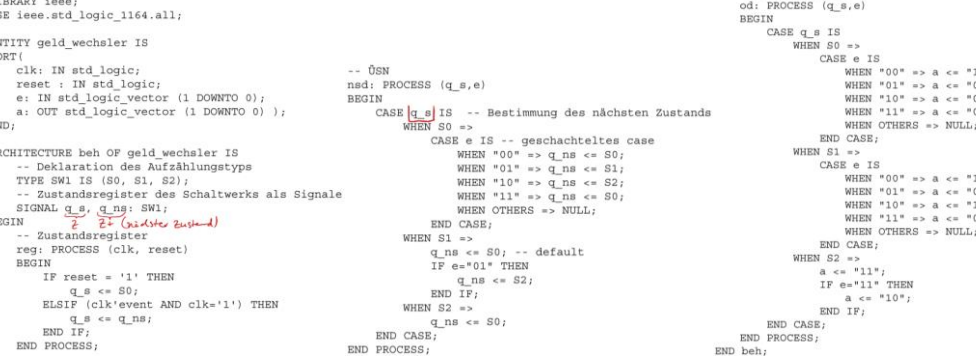 LIBRARY ieee;
USE ieee.std_logic_1164.all;
ENTITY geld_wechsler IS
PORT(
clk: IN std_logic;
reset : IN std_logic;
e: IN std_logic_vector (1 DOWNTO 0);
a: OUT std_logic_vector (1 DOWNTO 0) );
END;
ARCHITECTURE beh OF geld_wechsler IS
-- Deklaration des Aufzählungstyps
TYPE SW1 IS (S0, S1, S2);
-- Zustandsregister des Schaltwerks als Signale
SIGNAL q_s, q_ns: SW1;
Z Z+ (nächster Zustand)
BEGIN
-- Zustandsregister
reg: PROCESS (clk, reset)
BEGIN
IF reset = '1' THEN
q_s <= S0;
ELSIF (clk'event AND clk='1') THEN
q_s <= q_ns;
END IF;
END PROCESS;
-- ÜSN
nsd: PROCESS (q_s,e)
BEGIN
CASE q_s IS -- Bestimmung des nächsten Zustands
WHEN S0 =>
CASE e IS -- geschachteltes case
WHEN "00" => q_ns <= S0;
WHEN "01" => q_ns <= S1;
WHEN "10" => q_ns <= S2;
WHEN "11" => q_ns <= S0;
WHEN OTHERS => NULL;
END CASE;
WHEN S1 =>
q_ns <= S0; -- default
IF e="01" THEN
q_ns <= S2;
END IF;
WHEN S2 =>
q_ns <= S0;
END CASE;
END PROCESS;
od: PROCESS (q_s,e)
BEGIN
CASE q_s IS
WHEN S0 =>
CASE e IS
WHEN "00" => a <= "1
WHEN "01" => a <= "0
WHEN "10" => a <= "0
WHEN "11" => a <= "0
WHEN OTHERS => NULL;
END CASE;
WHEN S1 =>
CASE e IS
WHEN "00" => a <= "1
WHEN "01" => a <= "0
WHEN "10" => a <= "1
WHEN "11" => a <= "0
WHEN OTHERS => NULL;
END CASE;
WHEN S2 =>
a <= "11";
IF e="11" THEN
a <= "10";
END IF;
END CASE;
END PROCESS;
END beh;